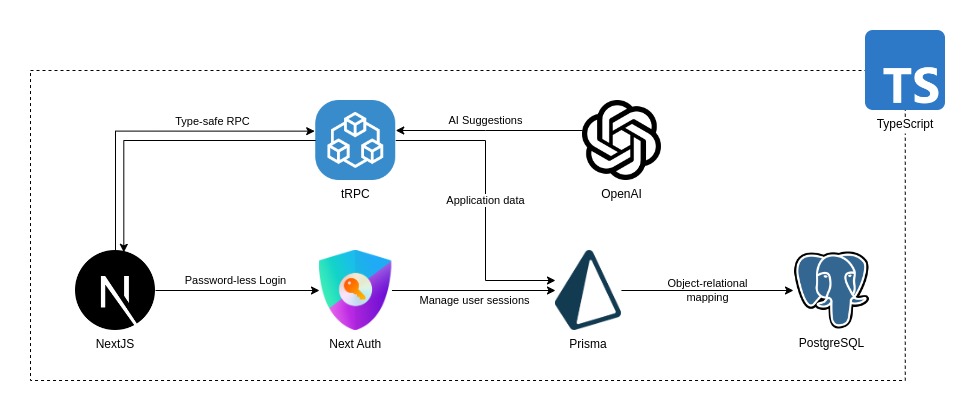 TS
TypeScript
Type-safe RPC
AI Suggestions
tRPC
OpenAI
Application data
Password-less Login
Manage user sessions
Object-relational
mapping
N
NextJS
Next Auth
Prisma
PostgreSQL